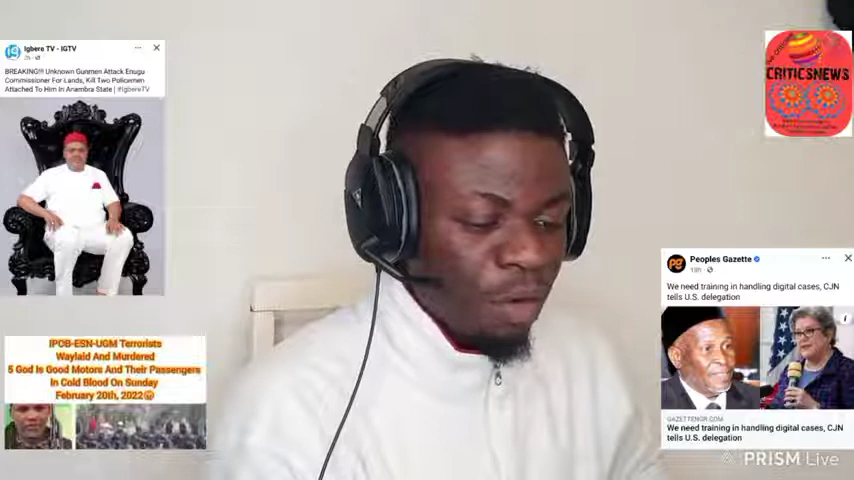 Igbere TV - IGTV
BREAKING!!! Unknown Gunmen Attack Enugu
Commissioner For Lands, Kill Two Policemen
Attached To Him In Anambra State | #IgbereTV
CRITICSNEWS
Peoples Gazette
18h
We need training in handling digital cases, CJN
tells U.S. delegation
IPOB-ESN-UGM Terrorists
Waylaid And Murdered
5 God Is Good Motors And Their Passengers
In Cold Blood On Sunday
February 20th, 2022
GAZETTENGR.COM
We need training in handling digital cases, CJN
tells U.S. delegation
PRISM Live